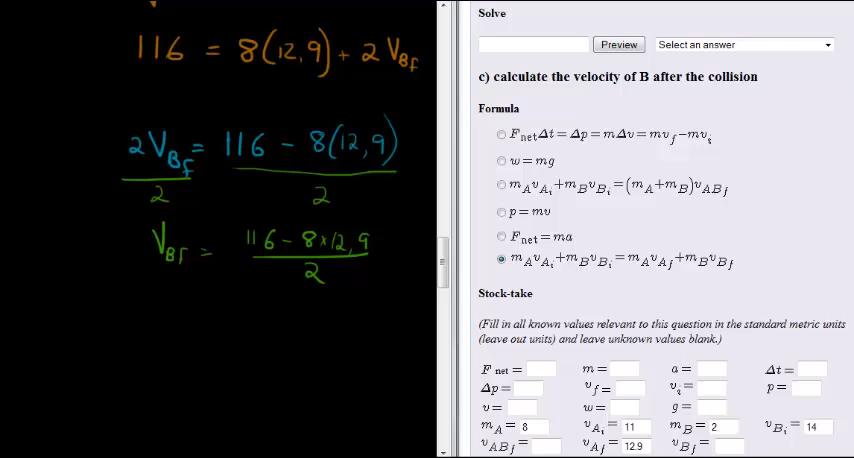 116 = 8(12,9) + 2 V_Bf
2V_Bf = 116 - 8(12,9)
2 2
V_Bf = 116 - 8 × 12,9
2
Solve
Preview Select an answer
c) calculate the velocity of B after the collision
Formula
F_net Δt = Δp = mΔv = mv_f − mv_i
w = mg
m_A v_Ai + m_B v_Bi = (m_A + m_B) v_ABf
p = mv
F_net = ma
m_A v_Ai + m_B v_Bi = m_A v_Af + m_B v_Bf
Stock-take
(Fill in all known values relevant to this question in the standard metric units
(leave out units) and leave unknown values blank.)
F_net = m = a = Δt =
Δp = v_f = v_i = p =
v = w = g =
m_A = 8 v_Ai = 11 m_B = 2 v_Bi = 14
v_ABf = v_Af = 12.9 v_Bf =